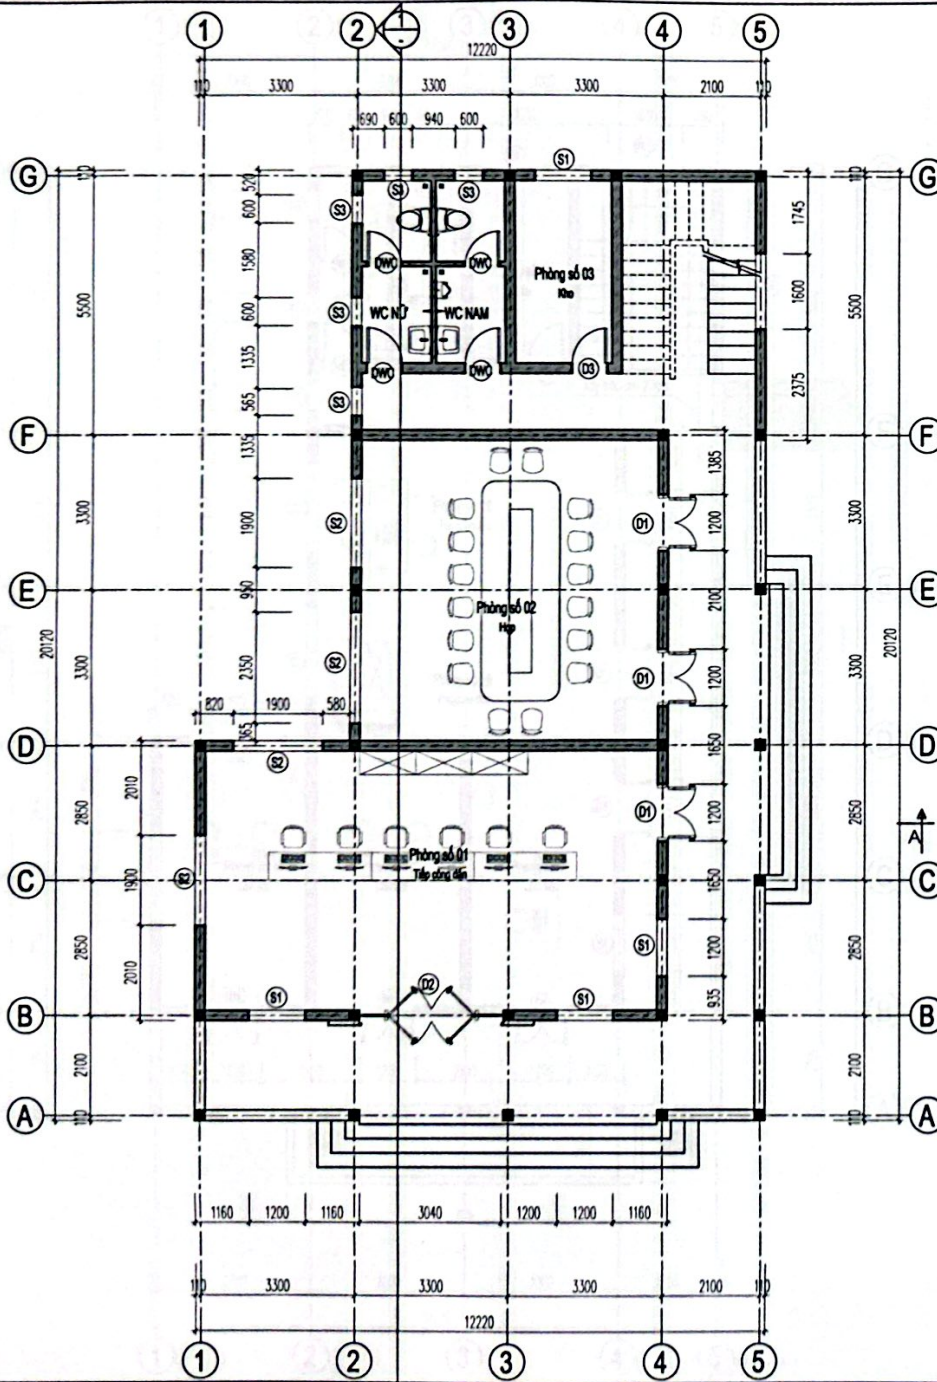 1 2 1 3 4 5
-
12220
110 3300 3300 3300 2100 110
690 600 940 600
S1
G G
110 520 S3 S3 110
600 S3 1745
1580 DWC DWC Phòng số 03
Kho
5500 600 S3 WC NỮ WC NAM 1600 5500
1335 DWC DWC D3
565 S3 2375
F F
1335 1385
3300 1900 S2 D1 1200 3300
E 950 E
20120 Phòng số 02 2100 20120
Họp
3300 2350 S2 D1 1200 3300
820 1900 580
365
D D
S2 1650
2010 2850 D1 1200 2850
A
Phòng số 01
Tiếp công dân
C 1900 S2 1650 C
2850 S1 1200 2850
2010 D2
S1 S1 935
B B
2100 2100
A 110 110 A
1160 1200 1160 3040 1200 1200 1160
110 3300 3300 3300 2100 110
12220
1 2 3 4 5